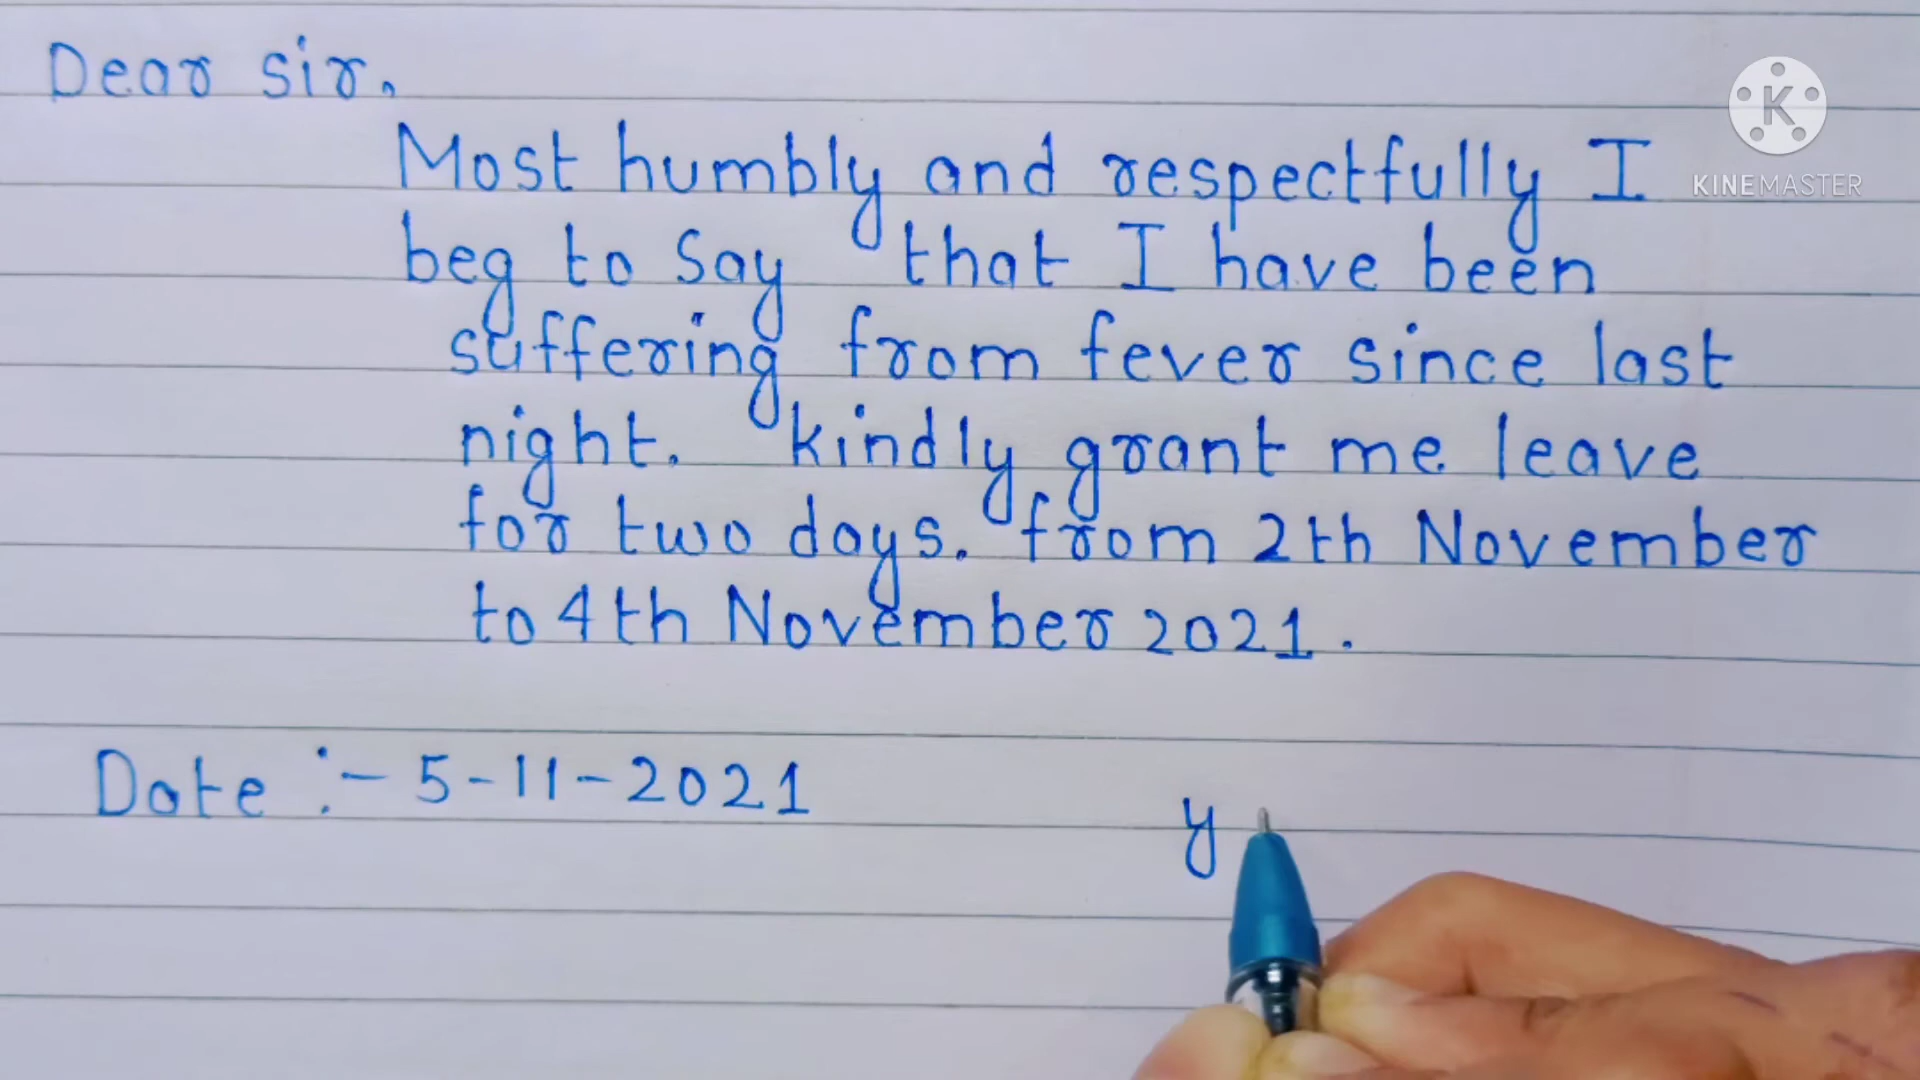 Dear sir,
Most humbly and respectfully I
beg to say that I have been
suffering from fever since last
night. kindly grant me leave
for two days. from 2th November
to 4th November 2021.
Date :- 5-11-2021
y
K
KINEMASTER